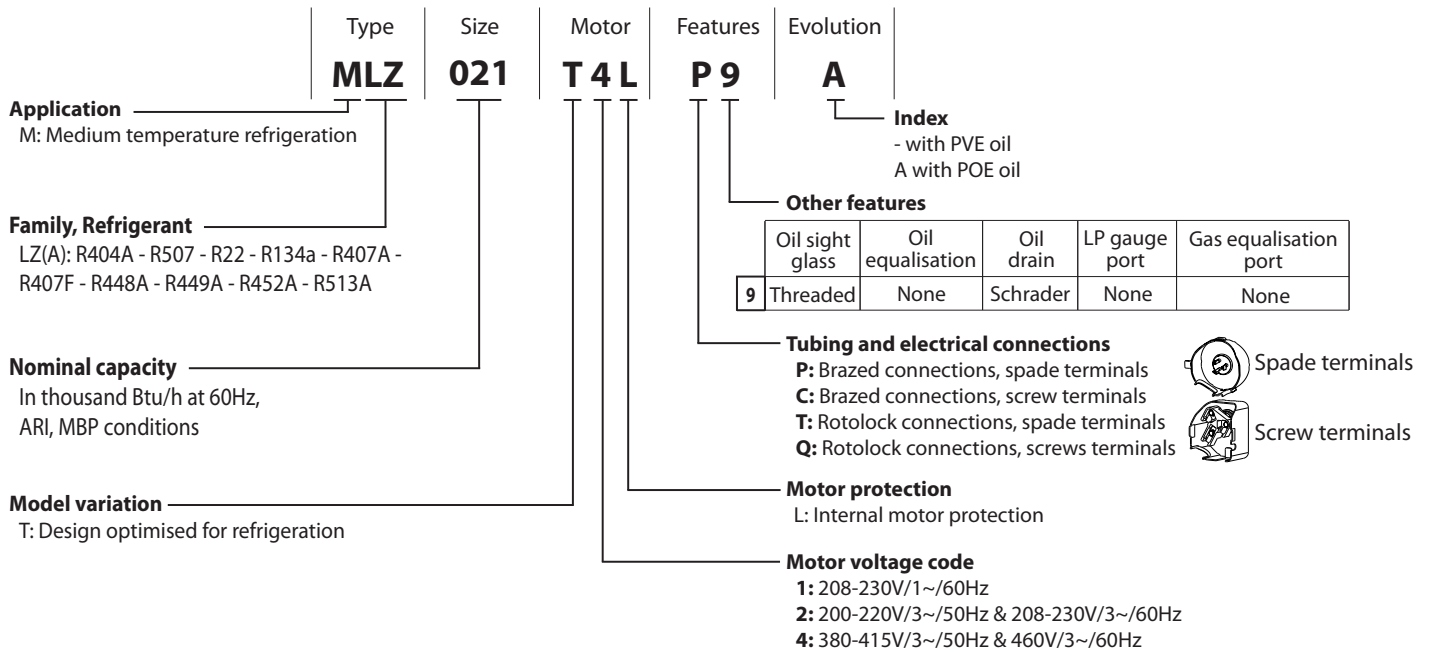 Type Size Motor Features Evolution
MLZ 021 T 4 L P 9 A
Application
M: Medium temperature refrigeration
Family, Refrigerant
LZ(A): R404A - R507 - R22 - R134a - R407A -
R407F - R448A - R449A - R452A - R513A
Nominal capacity
In thousand Btu/h at 60Hz,
ARI, MBP conditions
Model variation
T: Design optimised for refrigeration
Index
- with PVE oil
A with POE oil
Other features
Oil sight glass Oil equalisation Oil drain LP gauge port Gas equalisation port
9 Threaded None Schrader None None
Tubing and electrical connections
P: Brazed connections, spade terminals
C: Brazed connections, screw terminals
T: Rotolock connections, spade terminals
Q: Rotolock connections, screws terminals
Spade terminals
Screw terminals
Motor protection
L: Internal motor protection
Motor voltage code
1: 208-230V/1~/60Hz
2: 200-220V/3~/50Hz & 208-230V/3~/60Hz
4: 380-415V/3~/50Hz & 460V/3~/60Hz